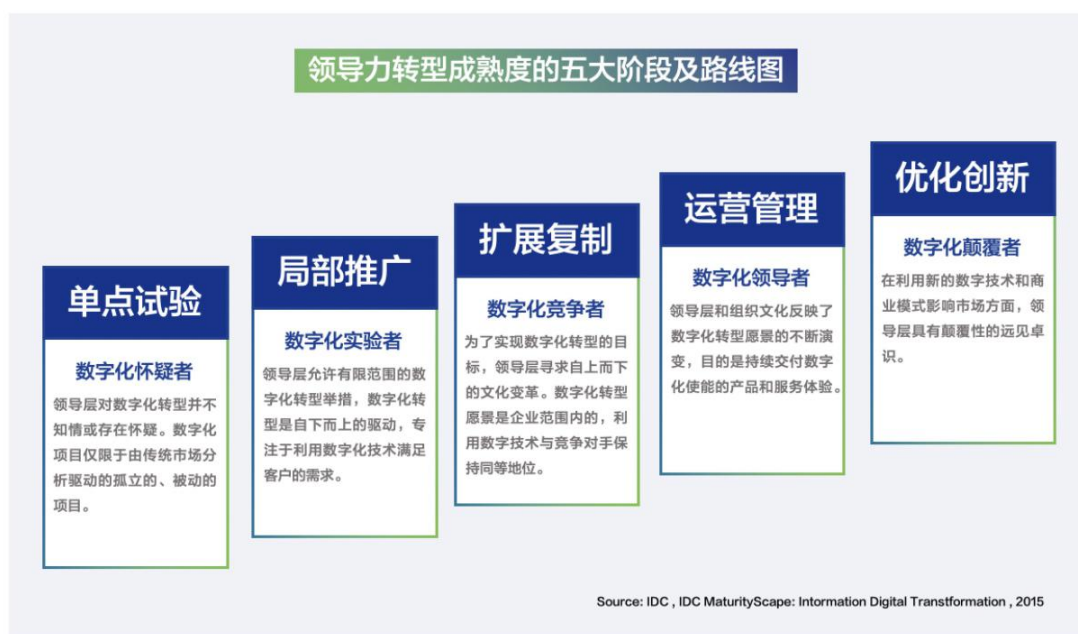 领导力转型成熟度的五大阶段及路线图
单点试验
数字化怀疑者
领导层对数字化转型并不
知情或存在怀疑。数字化
项目仅限于由传统市场分
析驱动的孤立的、被动的
项目。
局部推广
数字化实验者
领导层允许有限范围的数
字化转型举措，数字化转
型是自下而上的驱动，专
注于利用数字化技术满足
客户的需求。
扩展复制
数字化竞争者
为了实现数字化转型的目
标，领导层寻求自上而下
的文化变革。数字化转型
愿景是企业范围内的，利
用数字技术与竞争对手保
持同等地位。
运营管理
数字化领导者
领导层和组织文化反映了
数字化转型愿景的不断演
变，目的是持续交付数字
化使能的产品和服务体验。
优化创新
数字化颠覆者
在利用新的数字技术和商
业模式影响市场方面，领
导层具有颠覆性的远见卓
识。
Source: IDC , IDC MaturityScape: Intormation Digital Transtformation , 2015